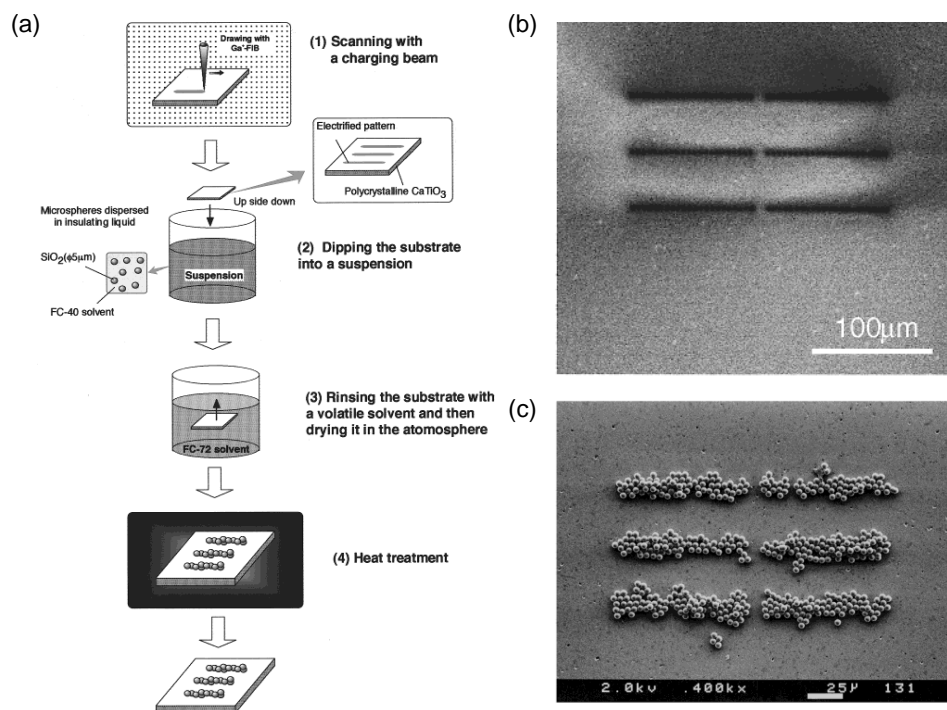 (a)
Drawing with
Ga⁺-FIB
(1) Scanning with
a charging beam
Electrified pattern
Polycrystalline CaTiO₃
Up side down
Microspheres dispersed
in insulating liquid
SiO₂(ϕ5μm)
FC-40 solvent
Suspension
(2) Dipping the substrate
into a suspension
(3) Rinsing the substrate with
a volatile solvent and then
drying it in the atomosphere
FC-72 solvent
(4) Heat treatment
(b)
100μm
(c)
2.0kv .400kx 25μ 131